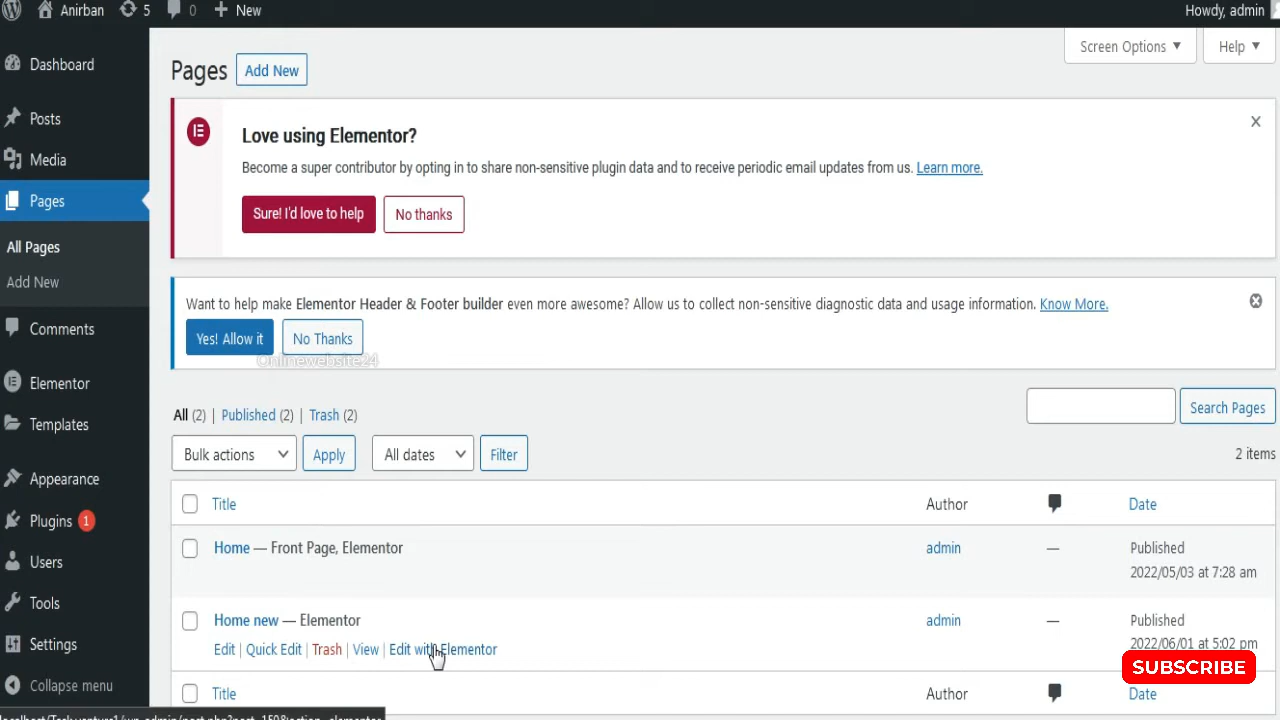 Anirban 5 0 New Howdy, admin
Dashboard
Posts
Media
Pages
All Pages
Add New
Comments
Elementor
Templates
Appearance
Plugins 1
Users
Tools
Settings
Collapse menu
Screen Options ▼ Help ▼
Pages Add New
Love using Elementor?
Become a super contributor by opting in to share non-sensitive plugin data and to receive periodic email updates from us. Learn more.
Sure! I'd love to help No thanks
Want to help make Elementor Header & Footer builder even more awesome? Allow us to collect non-sensitive diagnostic data and usage information. Know More.
Yes! Allow it No Thanks
Onlinewebsite24
All (2) | Published (2) | Trash (2)
Search Pages
Bulk actions Apply All dates Filter
2 items
Title Author Date
Home — Front Page, Elementor admin — Published
2022/05/03 at 7:28 am
Home new — Elementor admin — Published
Edit | Quick Edit | Trash | View | Edit with Elementor 2022/06/01 at 5:02 pm
SUBSCRIBE
Title Author Date